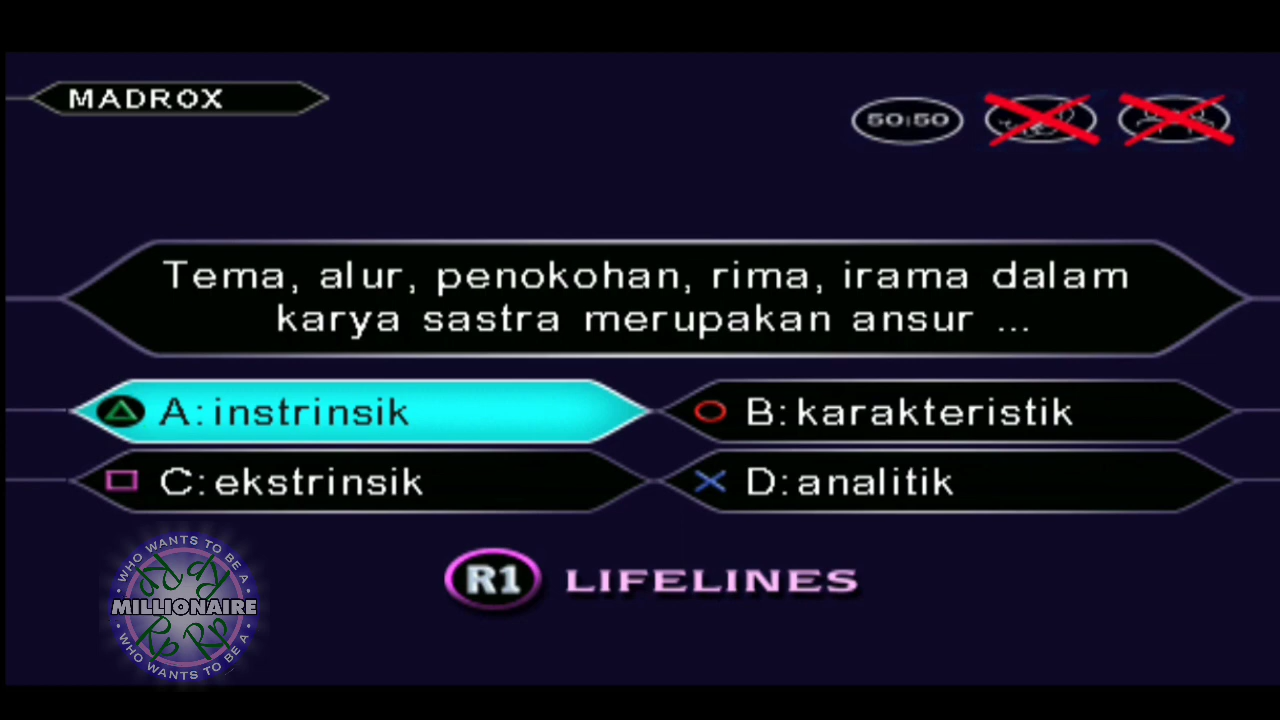 MADROX
50:50
Tema, alur, penokohan, rima, irama dalam
karya sastra merupakan ansur ...
A: instrinsik
B: karakteristik
C: ekstrinsik
D: analitik
R1 LIFELINES
WHO WANTS TO BE A
MILLIONAIRE
WHO WANTS TO BE A